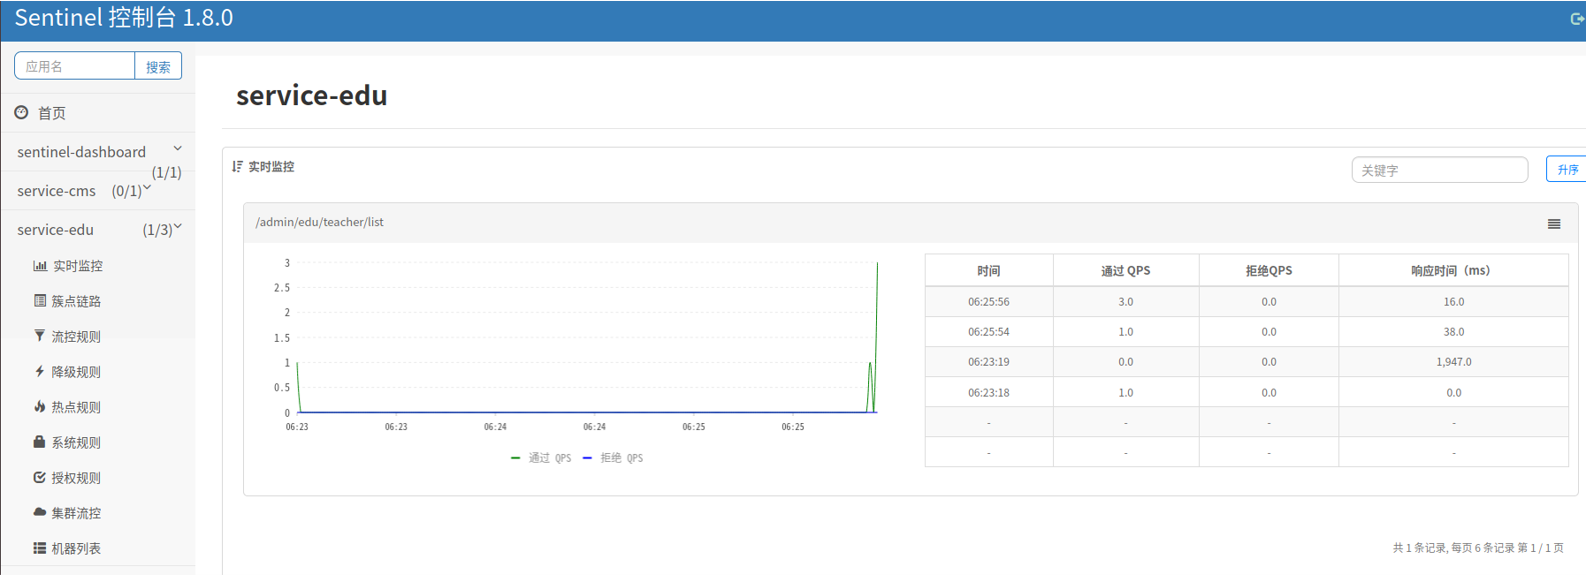 Sentinel 控制台 1.8.0
应用名
搜索
首页
sentinel-dashboard
(1/1)
service-cms (0/1)
service-edu (1/3)
实时监控
簇点链路
流控规则
降级规则
热点规则
系统规则
授权规则
集群流控
机器列表
service-edu
实时监控
关键字
升序
/admin/edu/teacher/list
3
2.5
2
1.5
1
0.5
0
06:23 06:23 06:24 06:24 06:25 06:25
通过 QPS 拒绝 QPS
时间 通过 QPS 拒绝QPS 响应时间（ms）
06:25:56 3.0 0.0 16.0
06:25:54 1.0 0.0 38.0
06:23:19 0.0 0.0 1,947.0
06:23:18 1.0 0.0 0.0
- - - -
- - - -
共 1 条记录, 每页 6 条记录 第 1 / 1 页